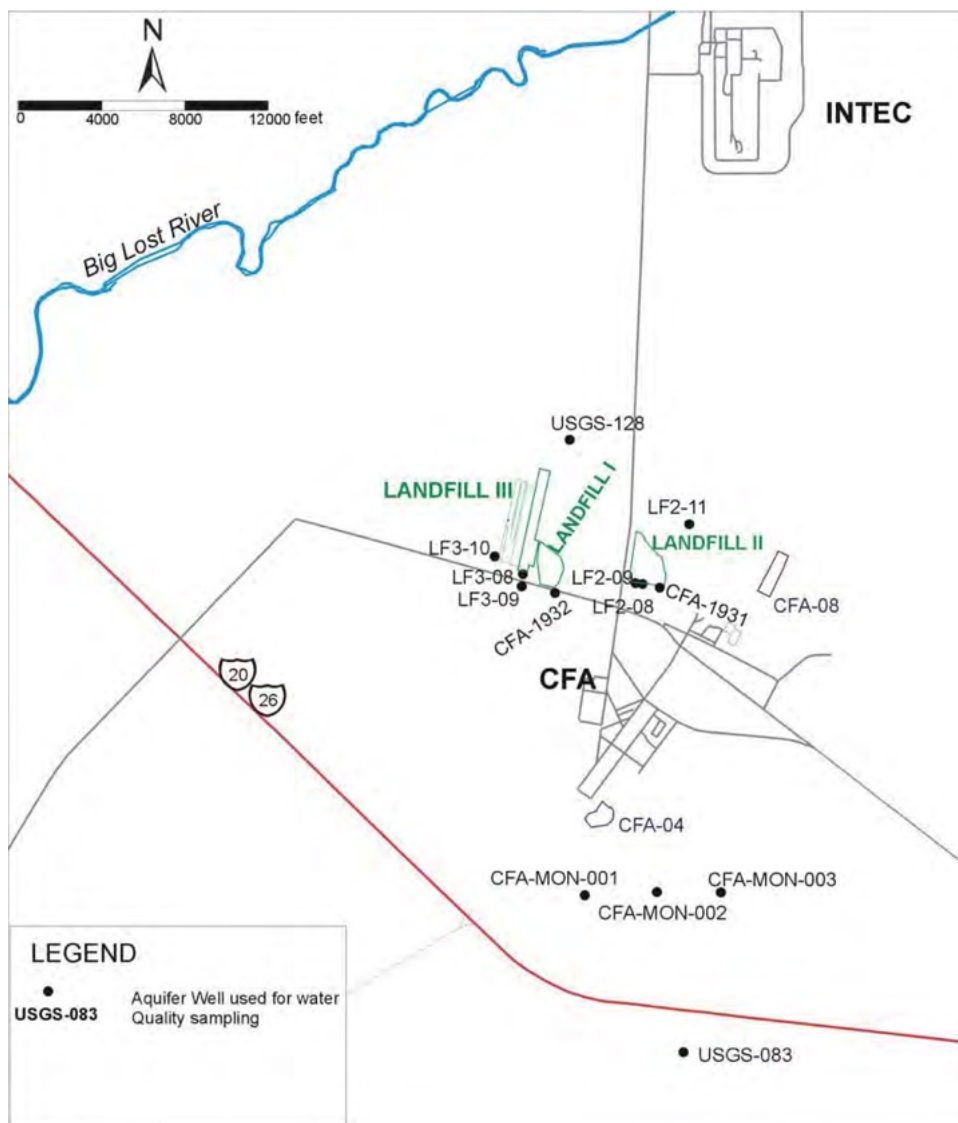 N
0 4000 8000 12000 feet
INTEC
Big Lost River
USGS-128
LANDFILL III
LANDFILL I
LF2-11
LANDFILL II
LF3-10
LF3-08
LF2-09
CFA-08
LF3-09
LF2-08
CFA-1931
CFA-1932
CFA
20
26
CFA-04
CFA-MON-001
CFA-MON-003
CFA-MON-002
LEGEND
USGS-083
Aquifer Well used for water
Quality sampling
USGS-083